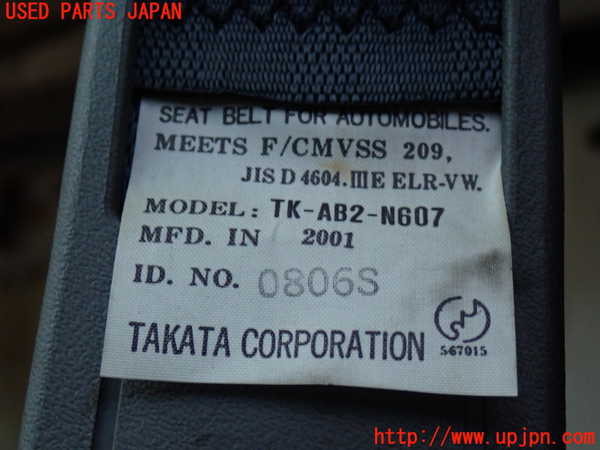 USED PARTS JAPAN
SEAT BELT FOR AUTOMOBILES.
MEETS F/CMVSS 209,
JIS D 4604.ⅢE ELR-VW.
MODEL: TK-AB2-N607
MFD. IN 2001
ID. NO. 0806S
TAKATA CORPORATION
567015
http://www.upjpn.com/